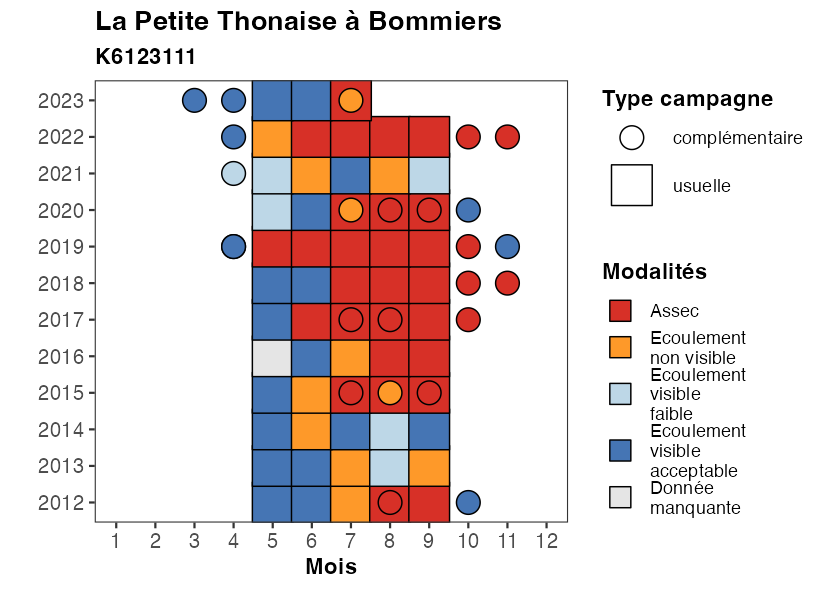 La Petite Thonaise à Bommiers
K6123111
2023
2022
2021
2020
2019
2018
2017
2016
2015
2014
2013
2012
1 2 3 4 5 6 7 8 9 10 11 12
Mois
Type campagne
complémentaire
usuelle
Modalités
Assec
Ecoulement
non visible
Ecoulement
visible
faible
Ecoulement
visible
acceptable
Donnée
manquante